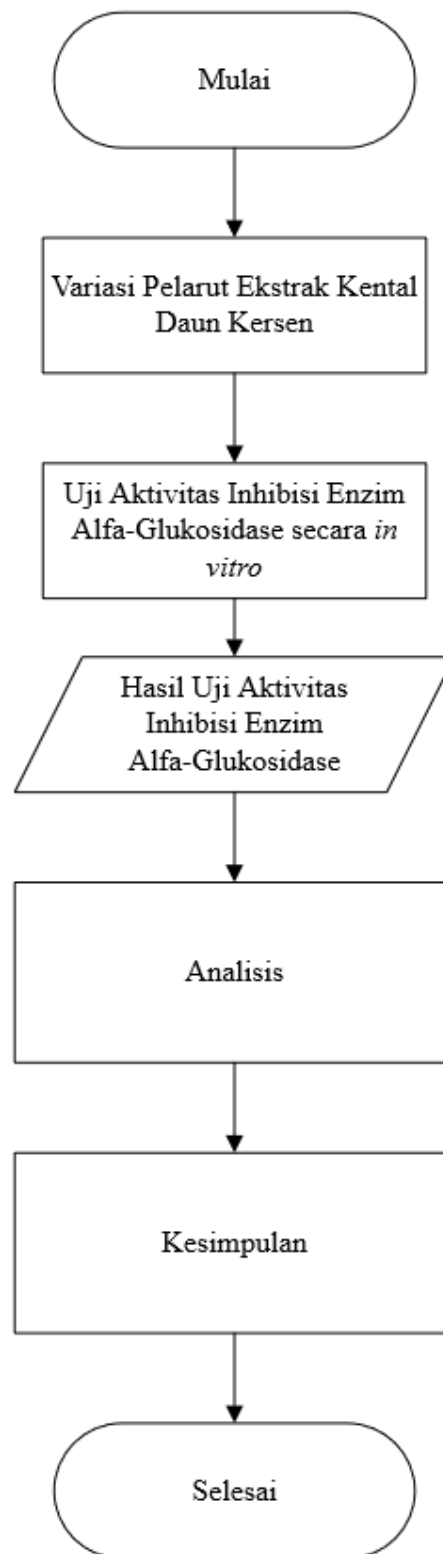 Mulai
Variasi Pelarut Ekstrak Kental
Daun Kersen
Uji Aktivitas Inhibisi Enzim
Alfa-Glukosidase secara in
vitro
Hasil Uji Aktivitas
Inhibisi Enzim
Alfa-Glukosidase
Analisis
Kesimpulan
Selesai